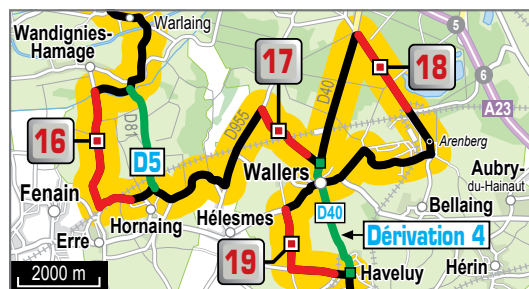 Warlaing
Wandignies-
Hamage
17
18
D40
5
6
A23
D81
D955
16
D5
Arenberg
Wallers
Aubry-
du-Hainaut
Fenain
Hornaing
Hélesmes
D40
Bellaing
Erre
Dérivation 4
19
2000 m
Haveluy
Hérin